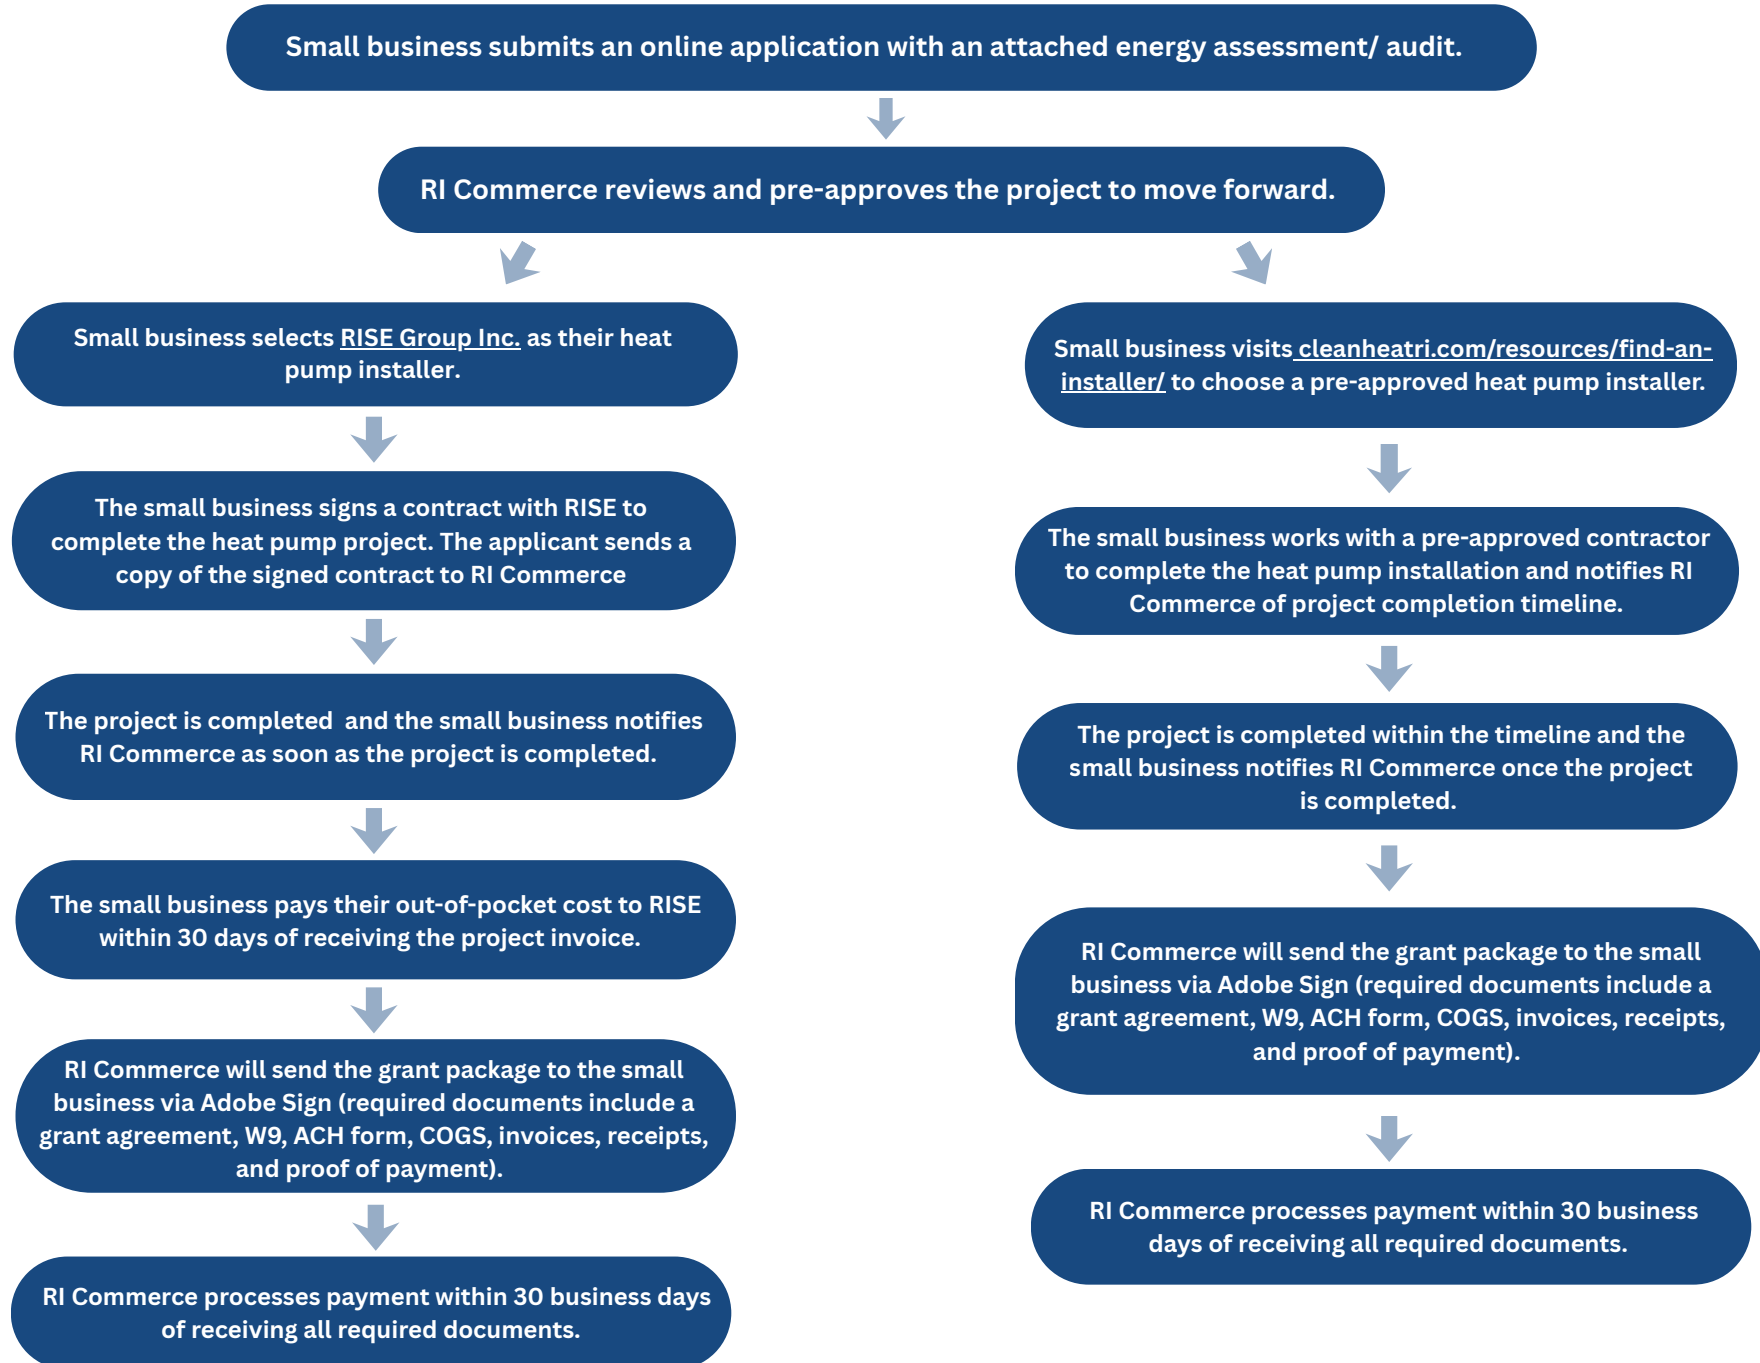 Small business submits an online application with an attached energy assessment/ audit.
RI Commerce reviews and pre-approves the project to move forward.
Small business selects RISE Group Inc. as their heat
pump installer.
The small business signs a contract with RISE to
complete the heat pump project. The applicant sends a
copy of the signed contract to RI Commerce
The project is completed  and the small business notifies
RI Commerce as soon as the project is completed.
The small business pays their out-of-pocket cost to RISE
within 30 days of receiving the project invoice.
RI Commerce will send the grant package to the small
business via Adobe Sign (required documents include a
grant agreement, W9, ACH form, COGS, invoices, receipts,
and proof of payment).
RI Commerce processes payment within 30 business days
of receiving all required documents.
Small business visits cleanheatri.com/resources/find-an-
installer/ to choose a pre-approved heat pump installer.
The small business works with a pre-approved contractor
to complete the heat pump installation and notifies RI
Commerce of project completion timeline.
The project is completed within the timeline and the
small business notifies RI Commerce once the project
is completed.
RI Commerce will send the grant package to the small
business via Adobe Sign (required documents include a
grant agreement, W9, ACH form, COGS, invoices, receipts,
and proof of payment).
RI Commerce processes payment within 30 business
days of receiving all required documents.